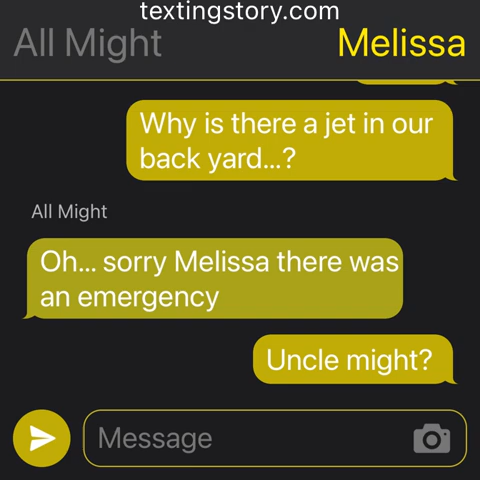 textingstory.com
All Might
Melissa
Why is there a jet in our
back yard...?
All Might
Oh... sorry Melissa there was
an emergency
Uncle might?
Message